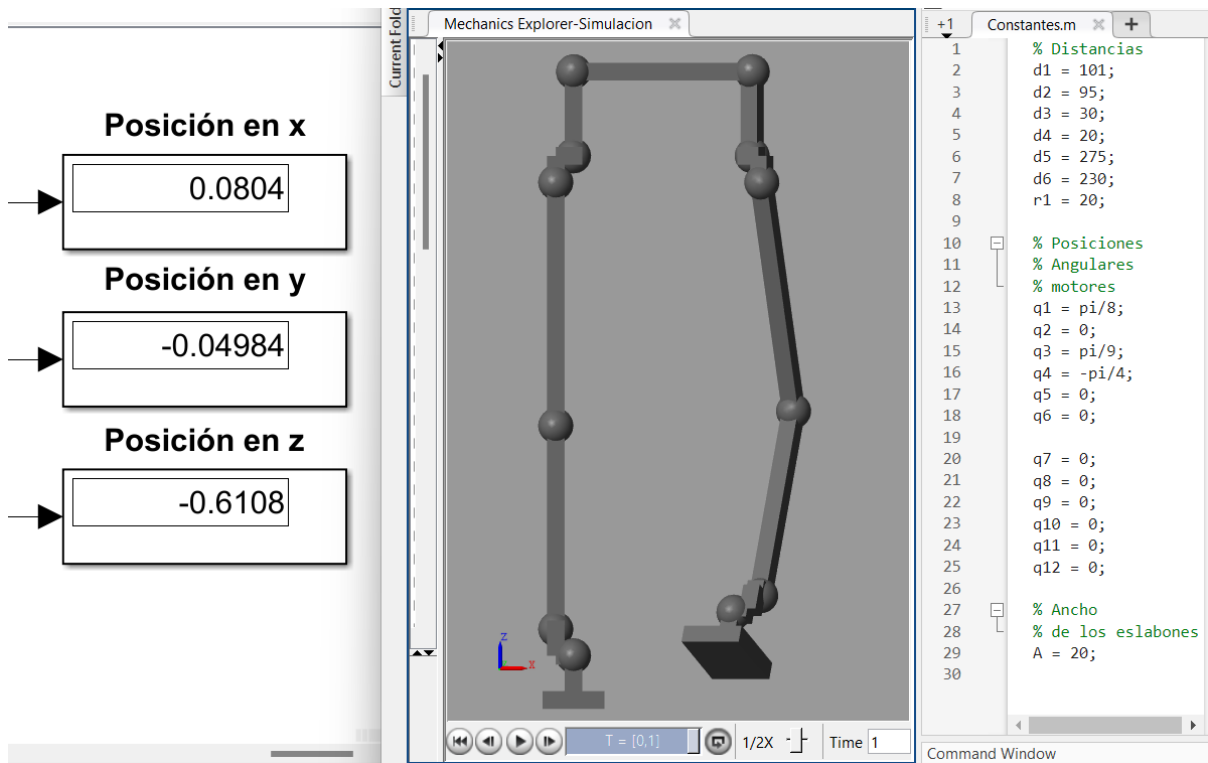 Posición en x
0.0804
Posición en y
-0.04984
Posición en z
-0.6108
Current Fold
Mechanics Explorer-Simulacion
z
x
T = [0,1]
1/2X
Time 1
+1
Constantes.m
+
1 % Distancias
2 d1 = 101;
3 d2 = 95;
4 d3 = 30;
5 d4 = 20;
6 d5 = 275;
7 d6 = 230;
8 r1 = 20;
9
10 % Posiciones
11 % Angulares
12 % motores
13 q1 = pi/8;
14 q2 = 0;
15 q3 = pi/9;
16 q4 = -pi/4;
17 q5 = 0;
18 q6 = 0;
19
20 q7 = 0;
21 q8 = 0;
22 q9 = 0;
23 q10 = 0;
24 q11 = 0;
25 q12 = 0;
26
27 % Ancho
28 % de los eslabones
29 A = 20;
30
Command Window